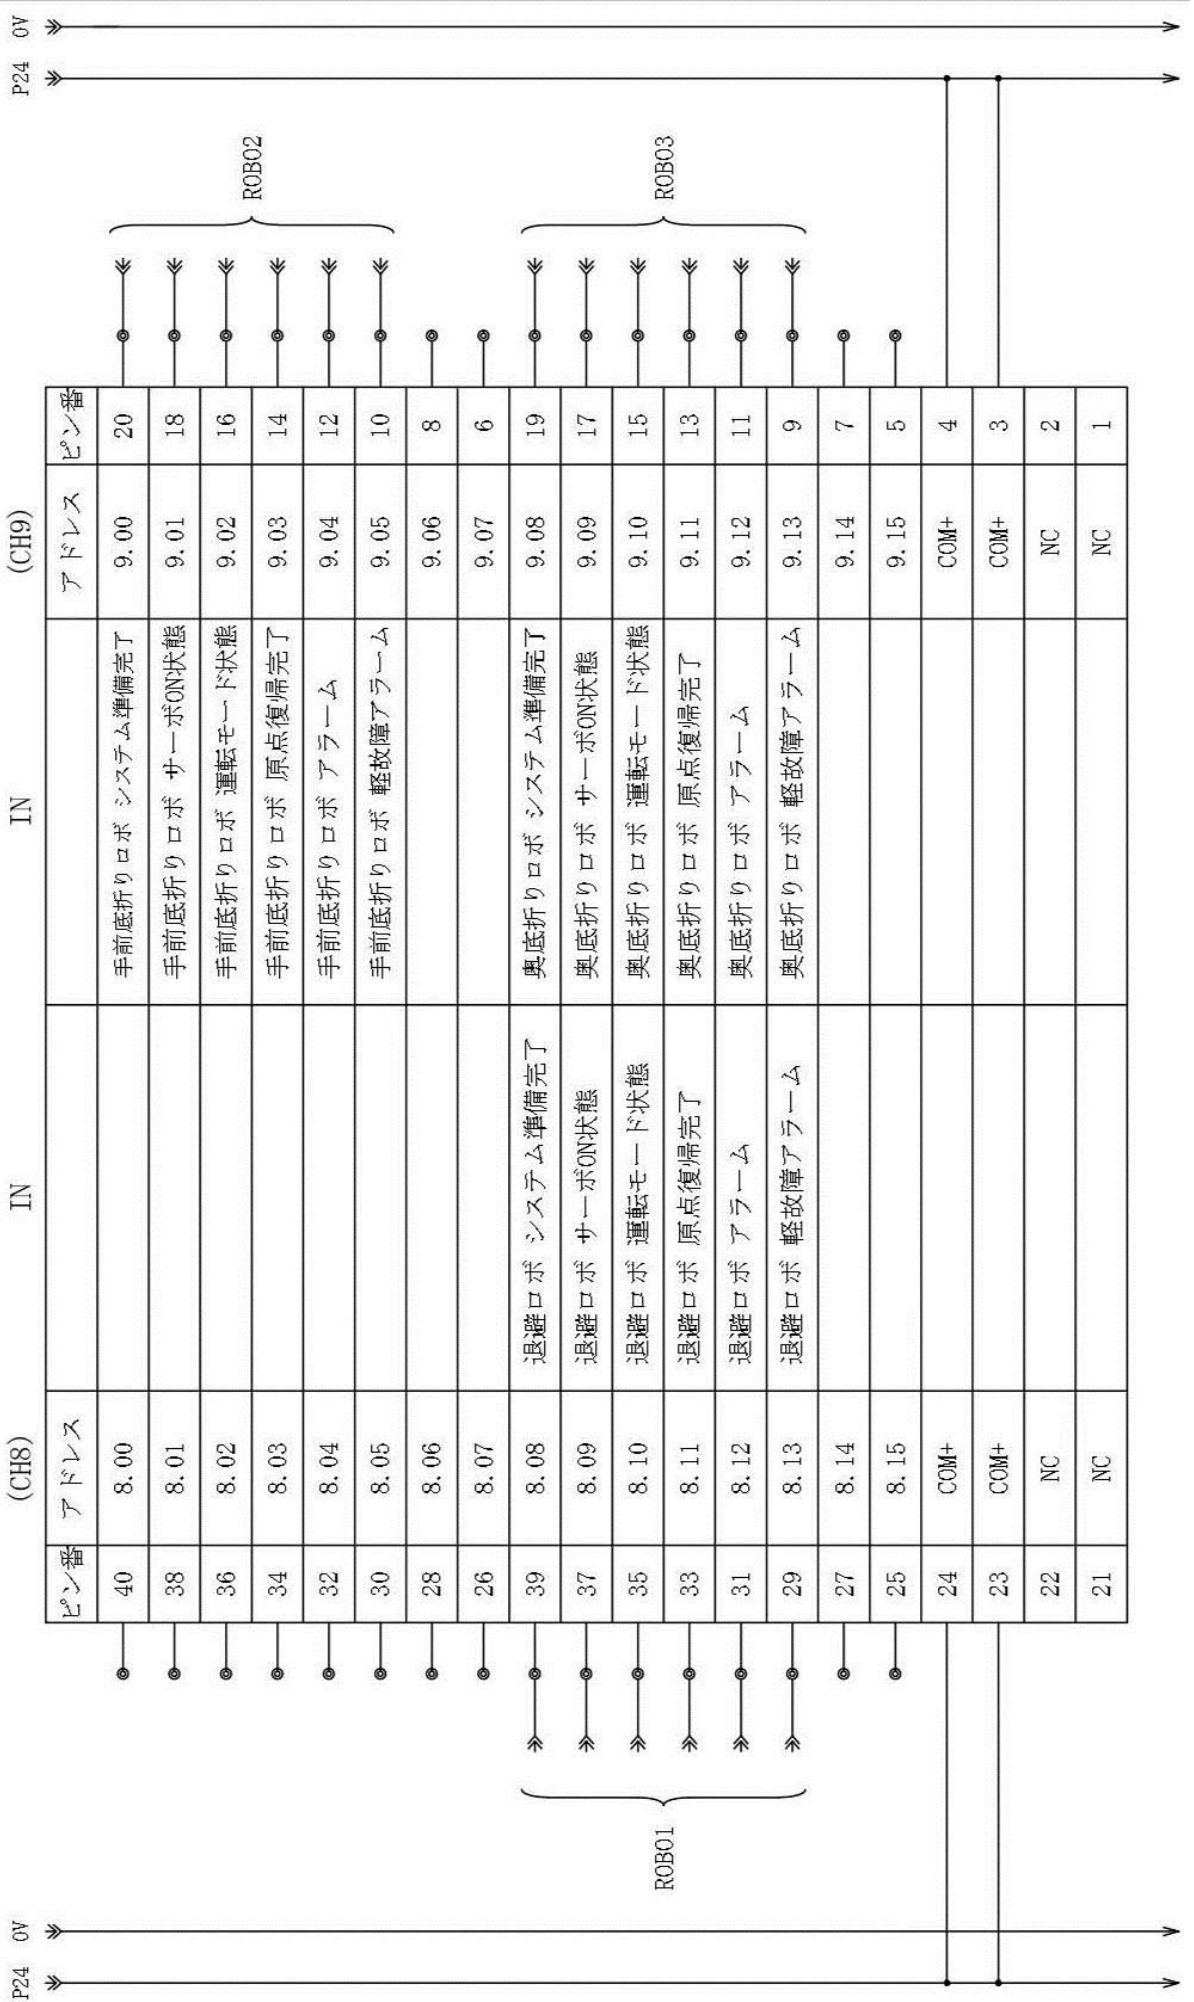 P24 0V (CH8) IN IN (CH9) P24 0V
ピン番 アドレス アドレス ピン番
40 8.00 手前底折りロボ システム準備完了 9.00 20
38 8.01 手前底折りロボ サーボON状態 9.01 18
36 8.02 手前底折りロボ 運転モード状態 9.02 16
34 8.03 手前底折りロボ 原点復帰完了 9.03 14
32 8.04 手前底折りロボ アラーム 9.04 12
30 8.05 手前底折りロボ 軽故障アラーム 9.05 10
ROBO2
28 8.06 9.06 8
26 8.07 9.07 6
39 8.08 退避ロボ システム準備完了 奥底折りロボ システム準備完了 9.08 19
37 8.09 退避ロボ サーボON状態 奥底折りロボ サーボON状態 9.09 17
35 8.10 退避ロボ 運転モード状態 奥底折りロボ 運転モード状態 9.10 15
33 8.11 退避ロボ 原点復帰完了 奥底折りロボ 原点復帰完了 9.11 13
31 8.12 退避ロボ アラーム 奥底折りロボ アラーム 9.12 11
29 8.13 退避ロボ 軽故障アラーム 奥底折りロボ 軽故障アラーム 9.13 9
ROBO1 ROBO3
27 8.14 9.14 7
25 8.15 9.15 5
24 COM+ COM+ 4
23 COM+ COM+ 3
22 NC NC 2
21 NC NC 1